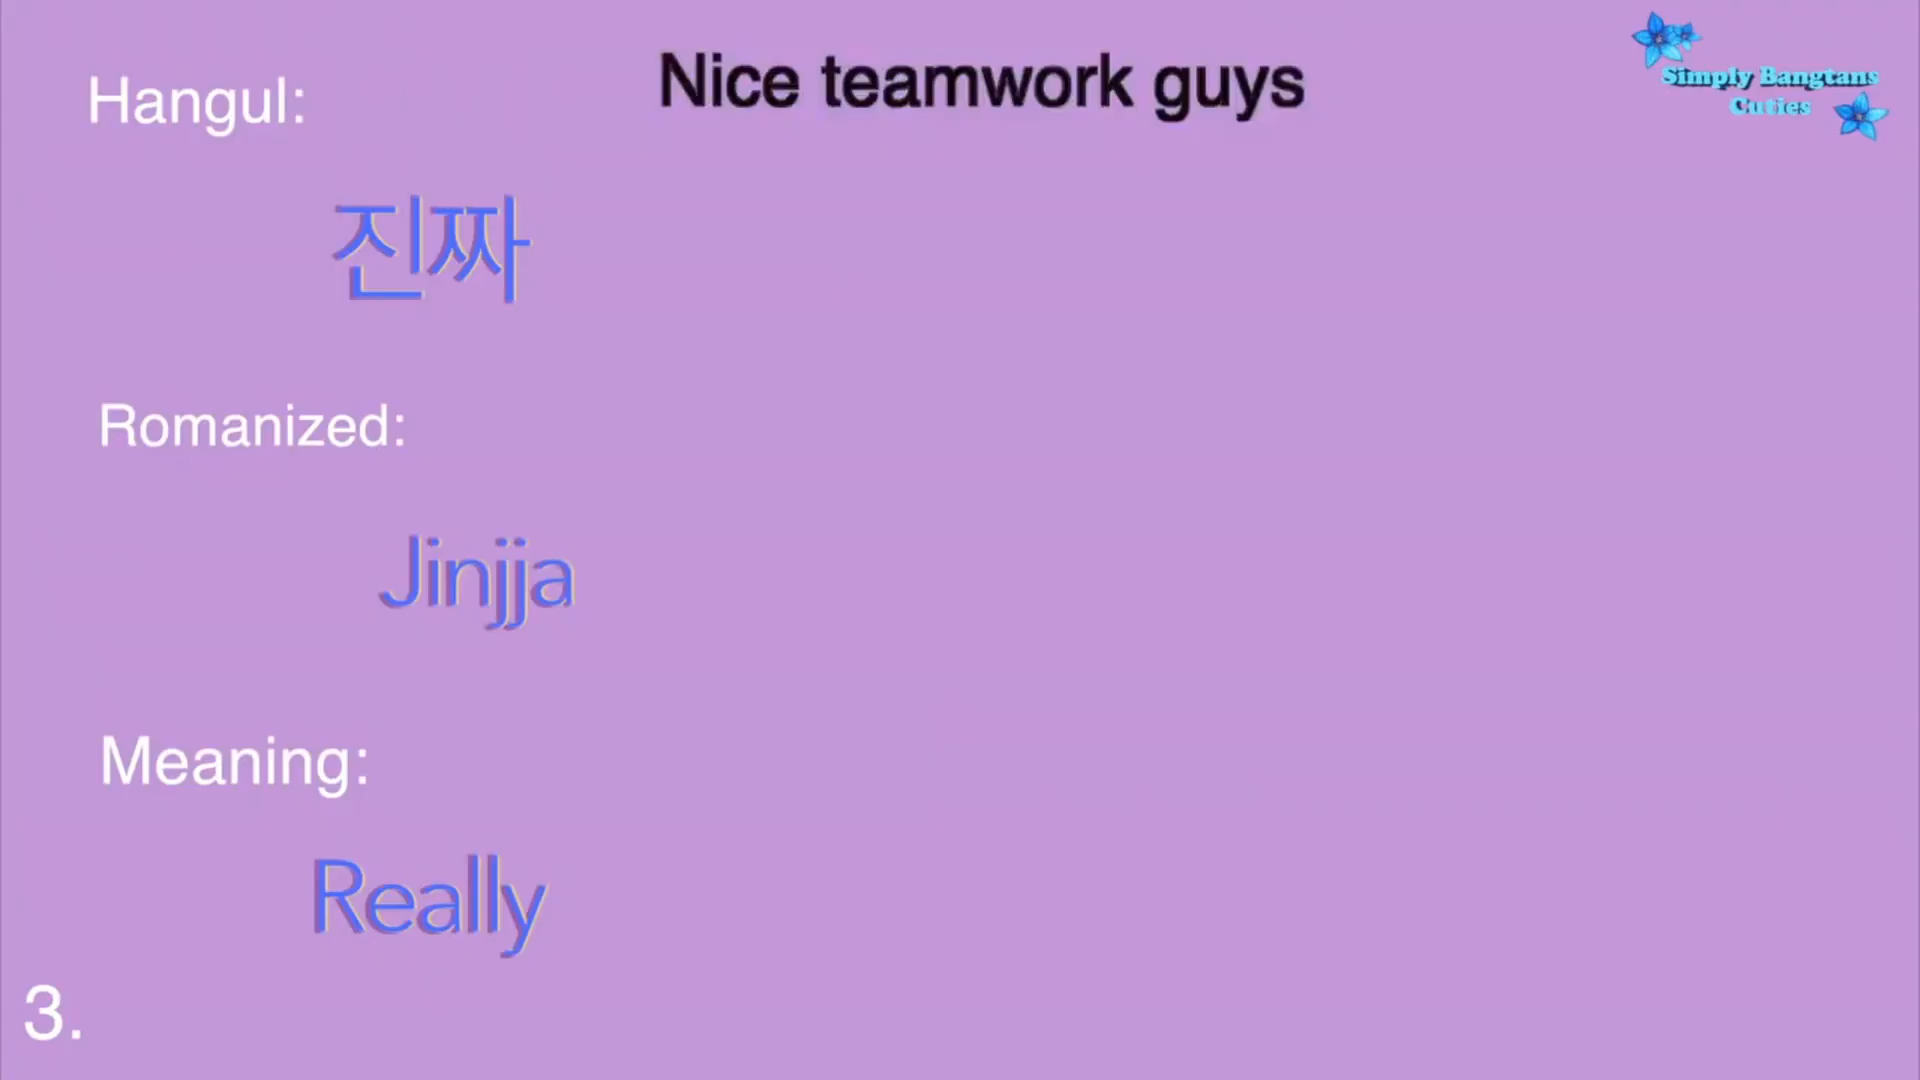 Nice teamwork guys
Simply Bangtans
Cuties
Hangul:
진짜
Romanized:
Jinjja
Meaning:
Really
3.